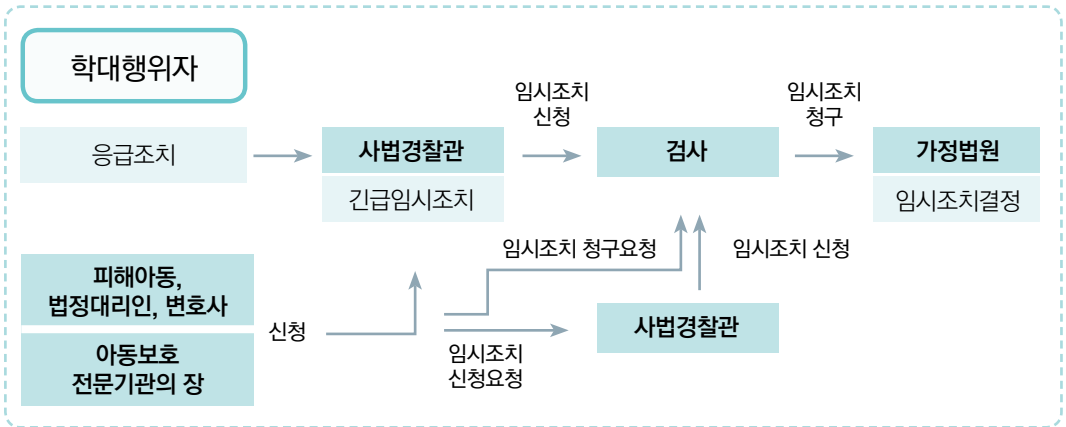 학대행위자
응급조치
사법경찰관
긴급임시조치
임시조치
신청
검사
임시조치
청구
가정법원
임시조치결정
피해아동,
법정대리인, 변호사
아동보호
전문기관의 장
신청
임시조치 청구요청
임시조치 신청
임시조치
신청요청
사법경찰관